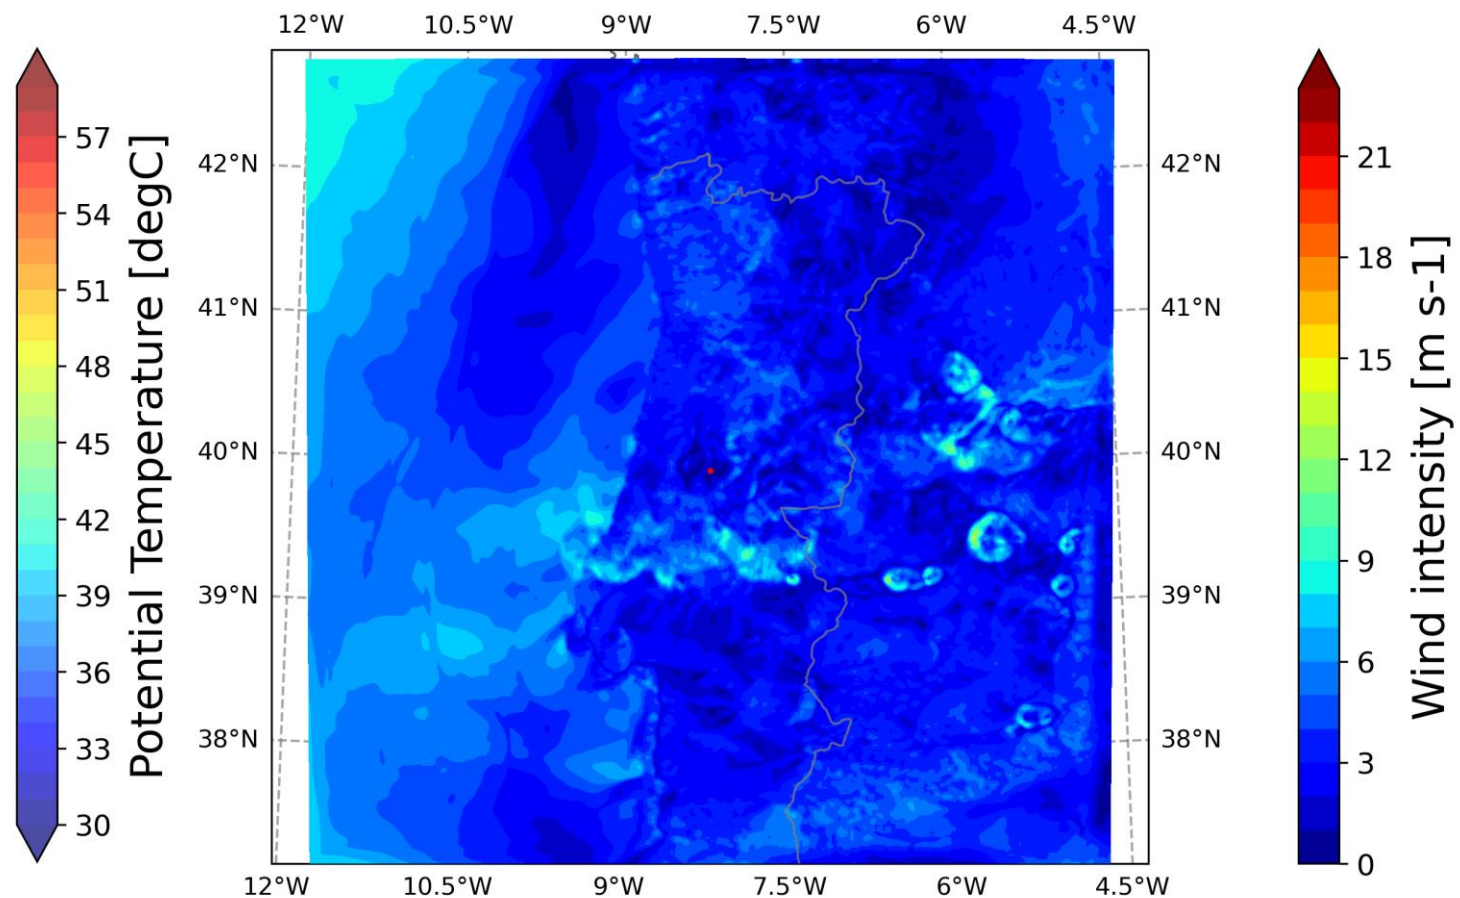 12°W 10.5°W 9°W 7.5°W 6°W 4.5°W
57
54
51
48
45
42
39
36
33
30
Potential Temperature [degC]
42°N
41°N
40°N
39°N
38°N
42°N
41°N
40°N
39°N
38°N
12°W 10.5°W 9°W 7.5°W 6°W 4.5°W
21
18
15
12
9
6
3
0
Wind intensity [m s-1]